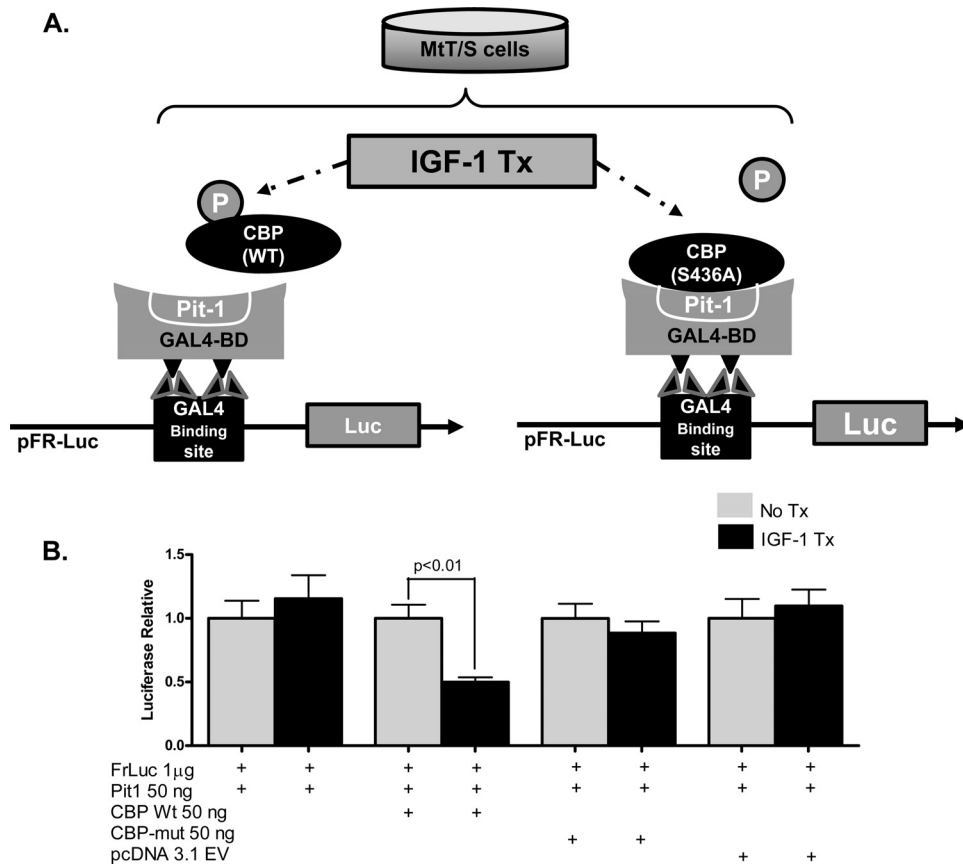 A.
MtT/S cells
IGF-1 Tx
P
P
CBP
(WT)
CBP
(S436A)
Pit-1
GAL4-BD
Pit-1
GAL4-BD
GAL4
Binding
site
Luc
pFR-Luc
GAL4
Binding
site
Luc
pFR-Luc
No Tx
IGF-1 Tx
B.
p<0.01
Luciferase Relative
1.5
1.0
0.5
0.0
FrLuc 1µg + + + + + + + +
Pit1 50 ng + + + + + + + +
CBP Wt 50 ng + +
CBP-mut 50 ng + +
pcDNA 3.1 EV + +